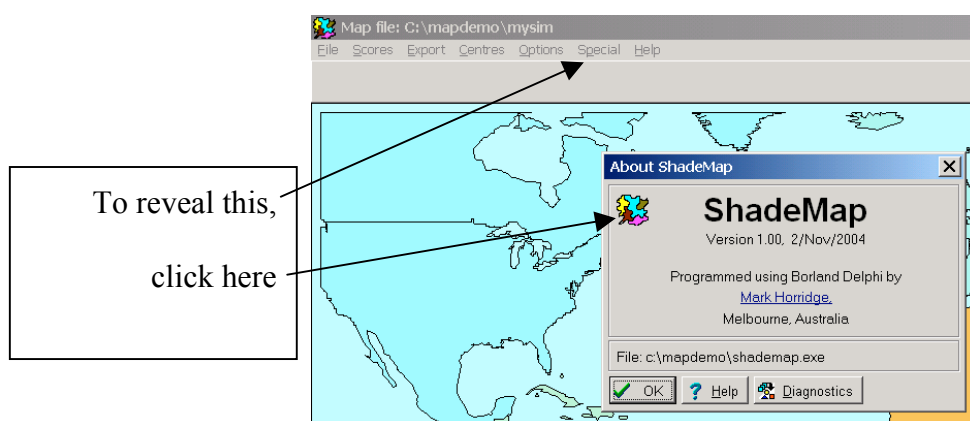 Map file: C:\mapdemo\mysim
File Scores Export Centres Options Special Help
To reveal this,
click here
About ShadeMap
ShadeMap
Version 1.00, 2/Nov/2004
Programmed using Borland Delphi by
Mark Horridge,
Melbourne, Australia
File: c:\mapdemo\shademap.exe
OK Help Diagnostics